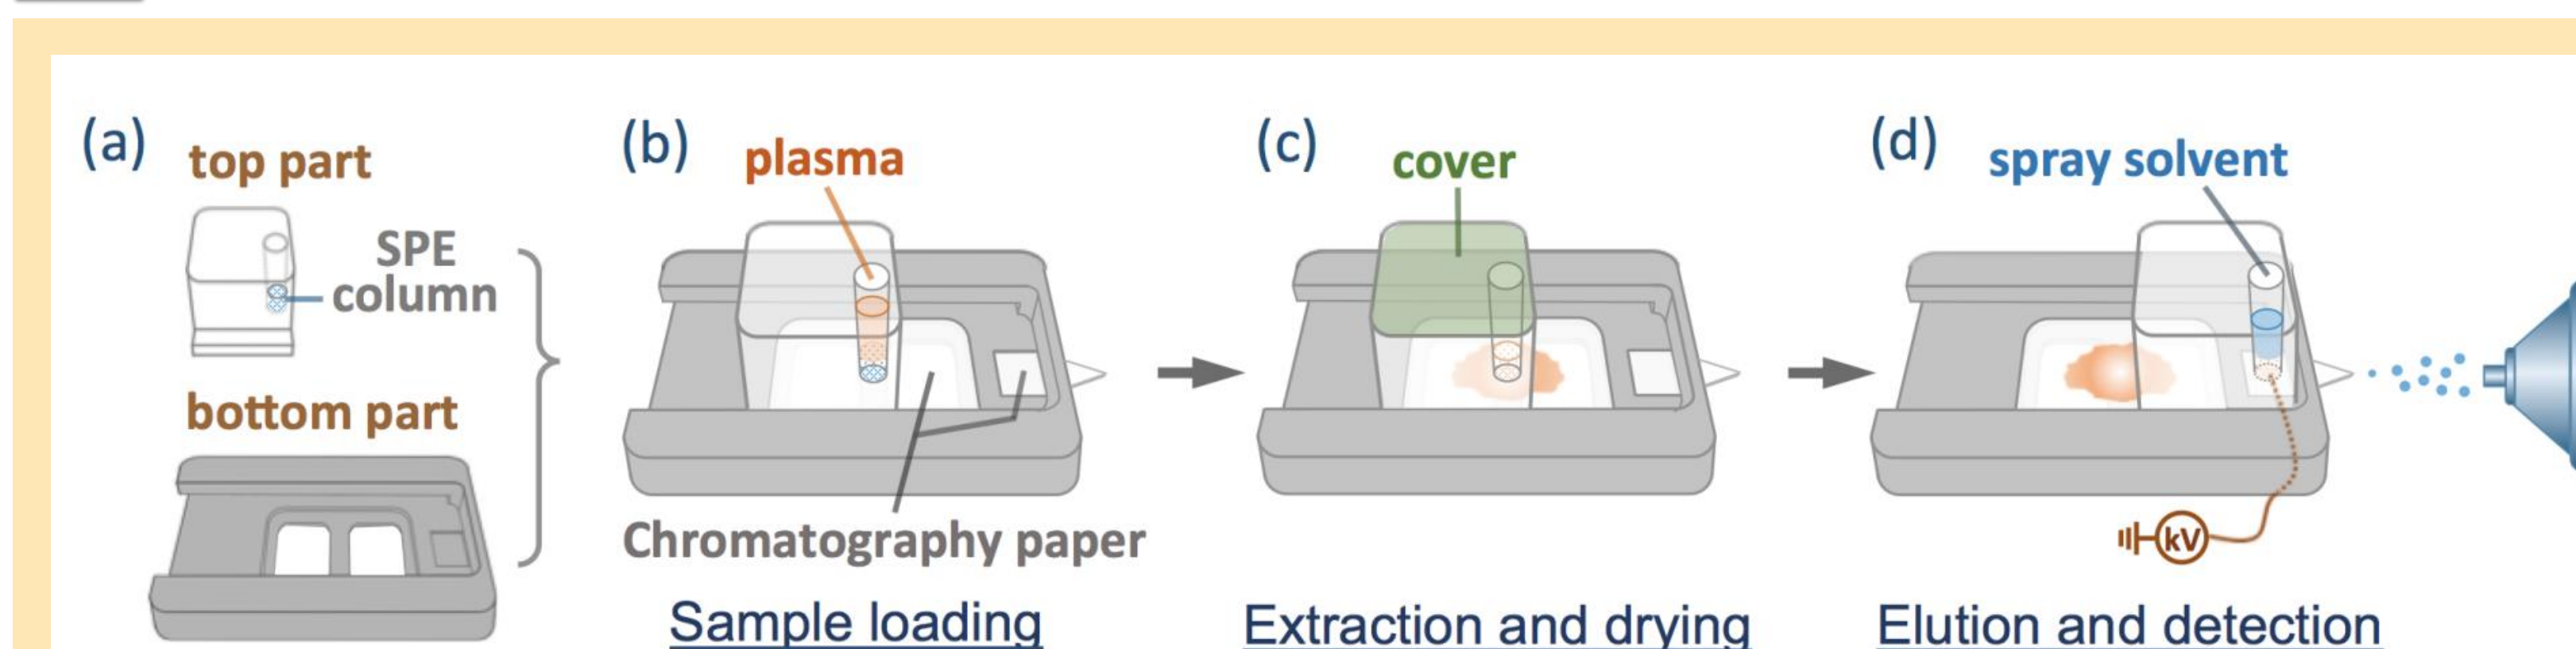 (a)
top part
SPE
column
bottom part
(b)
plasma
Chromatography paper
Sample loading
(c)
cover
Extraction and drying
(d)
spray solvent
kV
Elution and detection